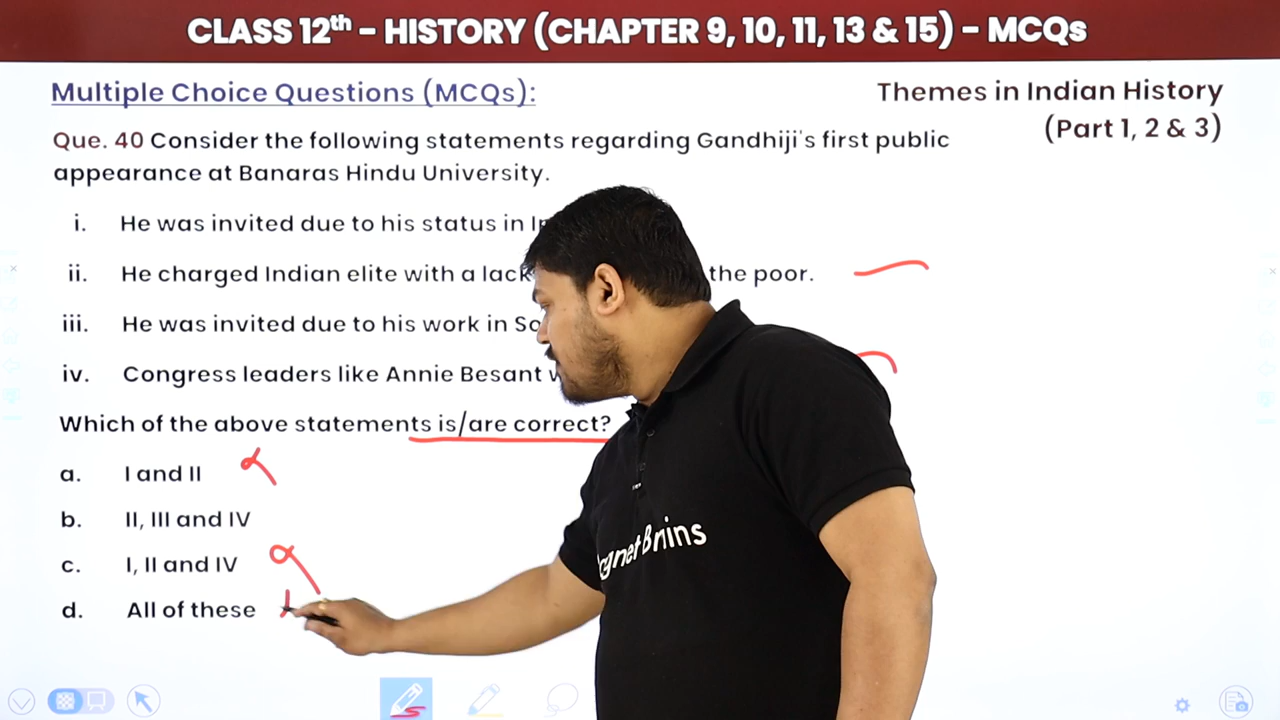 CLASS 12th - HISTORY (CHAPTER 9, 10, 11, 13 & 15) - MCQs
Multiple Choice Questions (MCQs):
Themes in Indian History
(Part 1, 2 & 3)
Que. 40 Consider the following statements regarding Gandhiji's first public
appearance at Banaras Hindu University.
i. He was invited due to his status in
ii. He charged Indian elite with a lack the poor.
iii. He was invited due to his work in
iv. Congress leaders like Annie Besant
Which of the above statements is/are correct?
a. I and II
b. II, III and IV
c. I, II and IV
d. All of these